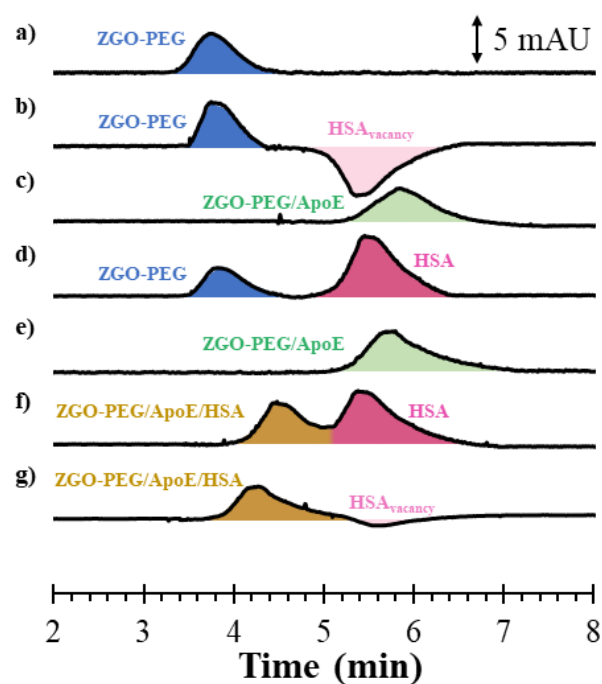 a)
ZGO-PEG
5 mAU
b)
ZGO-PEG
HSAvacancy
c)
ZGO-PEG/ApoE
d)
ZGO-PEG
HSA
e)
ZGO-PEG/ApoE
f)
ZGO-PEG/ApoE/HSA
HSA
g)
ZGO-PEG/ApoE/HSA
HSAvacancy
2 3 4 5 6 7 8
Time (min)